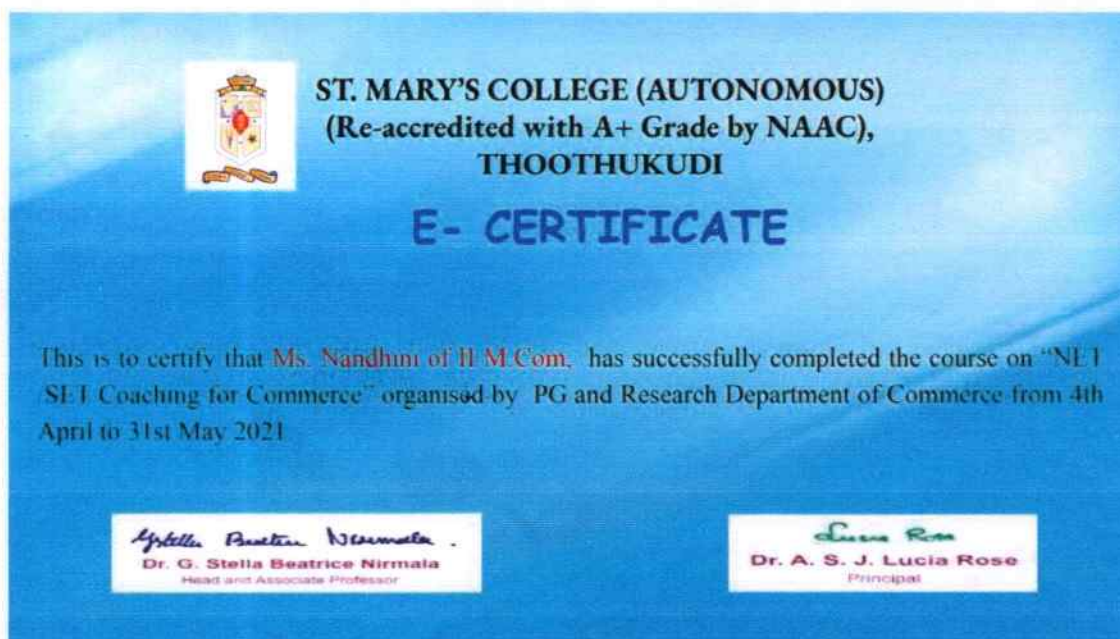 ST. MARY'S COLLEGE (AUTONOMOUS)
(Re-accredited with A+ Grade by NAAC),
THOOTHUKUDI
E- CERTIFICATE
This is to certify that Ms. Nandhini of II M.Com, has successfully completed the course on “NET
SET Coaching for Commerce” organised by PG and Research Department of Commerce from 4th
April to 31st May 2021
Stella Beatrice Nirmala.
Dr. G. Stella Beatrice Nirmala
Head and Associate Professor
Lucia Rose
Dr. A. S. J. Lucia Rose
Principal